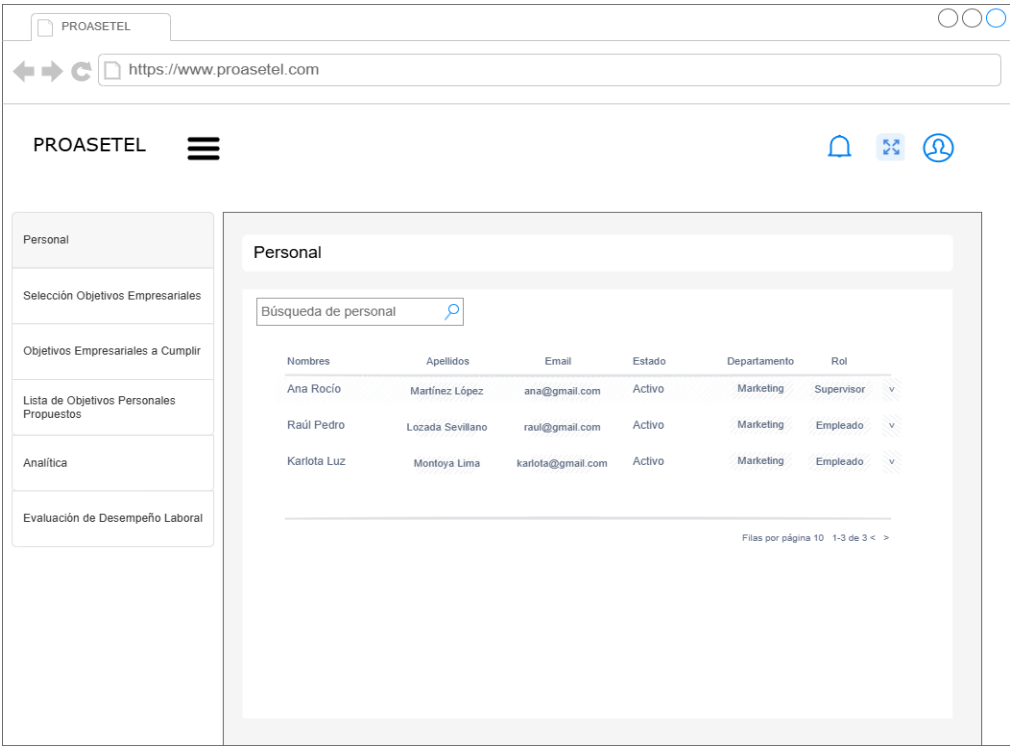 PROASETEL
https://www.proasetel.com
PROASETEL
Personal
Selección Objetivos Empresariales
Objetivos Empresariales a Cumplir
Lista de Objetivos Personales
Propuestos
Analítica
Evaluación de Desempeño Laboral
Personal
Búsqueda de personal
Nombres Apellidos Email Estado Departamento Rol
Ana Rocío Martínez López ana@gmail.com Activo Marketing Supervisor v
Raúl Pedro Lozada Sevillano raul@gmail.com Activo Marketing Empleado v
Karlota Luz Montoya Lima karlota@gmail.com Activo Marketing Empleado v
Filas por página 10 1-3 de 3 < >